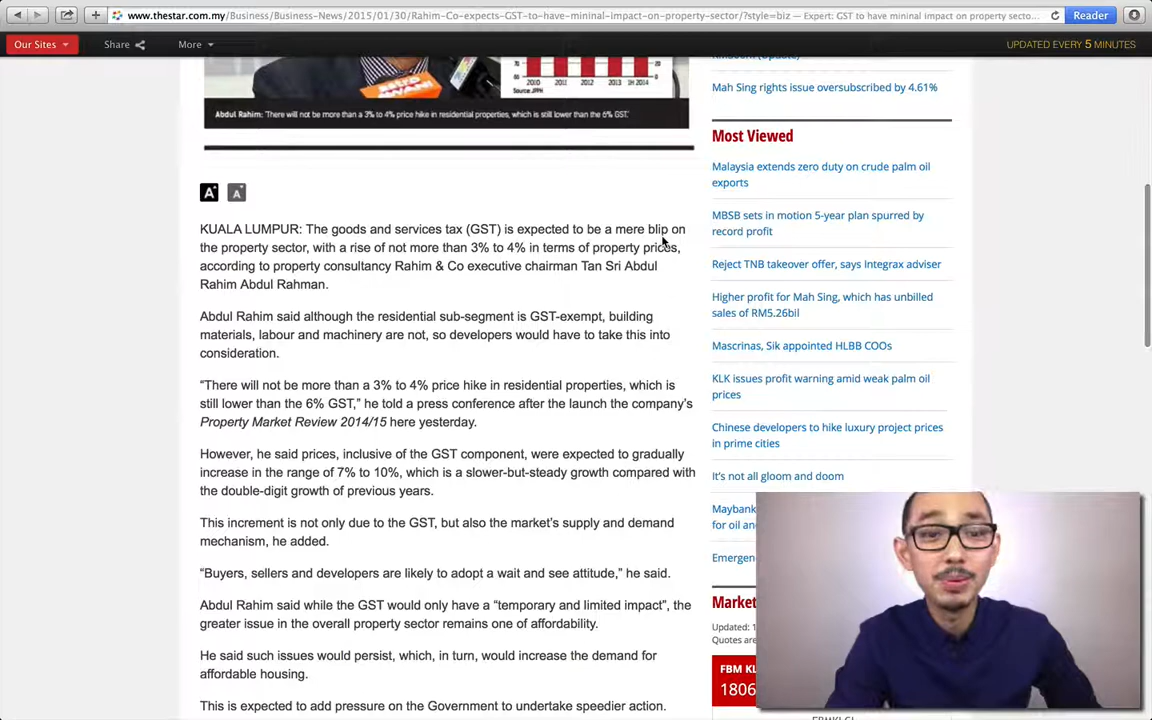 www.thestar.com.my/Business/Business-News/2015/01/30/Rahim-Co-expects-GST-to-have-mininal-impact-on-property-sector/?style=biz — Expert: GST to have mininal impact on property secto...
Reader
Our Sites
Share
More
UPDATED EVERY 5 MINUTES
60
2010 2011 2012 2013 1H 2014
Source: JPPH
Abdul Rahim: 'There will not be more than a 3% to 4% price hike in residential properties, which is still lower than the 6% GST.'
A+ A-
KUALA LUMPUR: The goods and services tax (GST) is expected to be a mere blip on
the property sector, with a rise of not more than 3% to 4% in terms of property prices,
according to property consultancy Rahim & Co executive chairman Tan Sri Abdul
Rahim Abdul Rahman.
Abdul Rahim said although the residential sub-segment is GST-exempt, building
materials, labour and machinery are not, so developers would have to take this into
consideration.
“There will not be more than a 3% to 4% price hike in residential properties, which is
still lower than the 6% GST,” he told a press conference after the launch the company’s
Property Market Review 2014/15 here yesterday.
However, he said prices, inclusive of the GST component, were expected to gradually
increase in the range of 7% to 10%, which is a slower-but-steady growth compared with
the double-digit growth of previous years.
This increment is not only due to the GST, but also the market’s supply and demand
mechanism, he added.
“Buyers, sellers and developers are likely to adopt a wait and see attitude,” he said.
Abdul Rahim said while the GST would only have a “temporary and limited impact”, the
greater issue in the overall property sector remains one of affordability.
He said such issues would persist, which, in turn, would increase the demand for
affordable housing.
This is expected to add pressure on the Government to undertake speedier action.
Mah Sing rights issue oversubscribed by 4.61%
Most Viewed
Malaysia extends zero duty on crude palm oil
exports
MBSB sets in motion 5-year plan spurred by
record profit
Reject TNB takeover offer, says Integrax adviser
Higher profit for Mah Sing, which has unbilled
sales of RM5.26bil
Mascrinas, Sik appointed HLBB COOs
KLK issues profit warning amid weak palm oil
prices
Chinese developers to hike luxury project prices
in prime cities
It’s not all gloom and doom
Maybank
for oil and
Emergen
Market
Updated: 1
Quotes are
FBM KL
1806